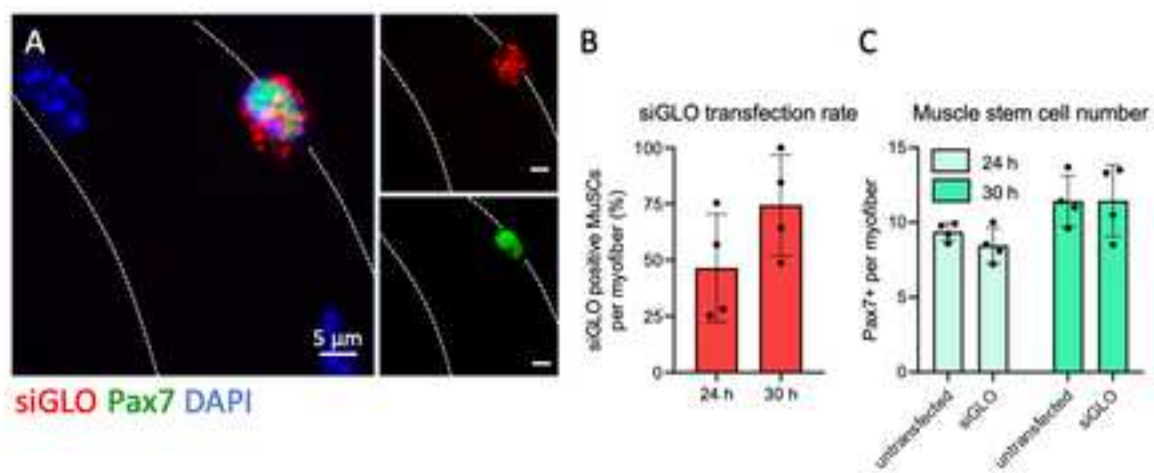 A
5 µm
siGLO Pax7 DAPI
B
siGLO transfection rate
siGLO positive MuSCs
per myofiber (%)
100
75
50
25
0
24 h
30 h
C
Muscle stem cell number
Pax7+ per myofiber
15
10
5
0
24 h
30 h
untransfected
siGLO
untransfected
siGLO